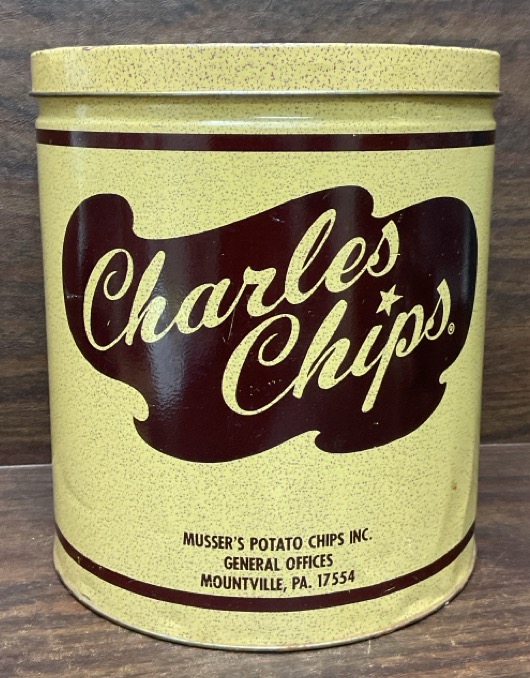 Charles
Chips®
MUSSER'S POTATO CHIPS INC.
GENERAL OFFICES
MOUNTVILLE, PA. 17554